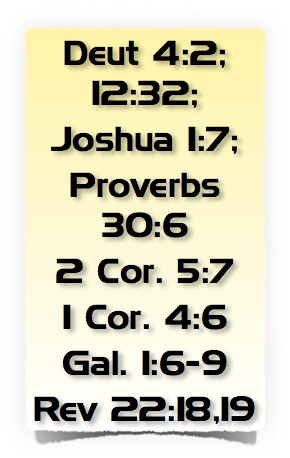 Deut 4:2;
12:32;
Joshua 1:7;
Proverbs
30:6
2 Cor. 5:7
1 Cor. 4:6
Gal. 1:6-9
Rev 22:18,19